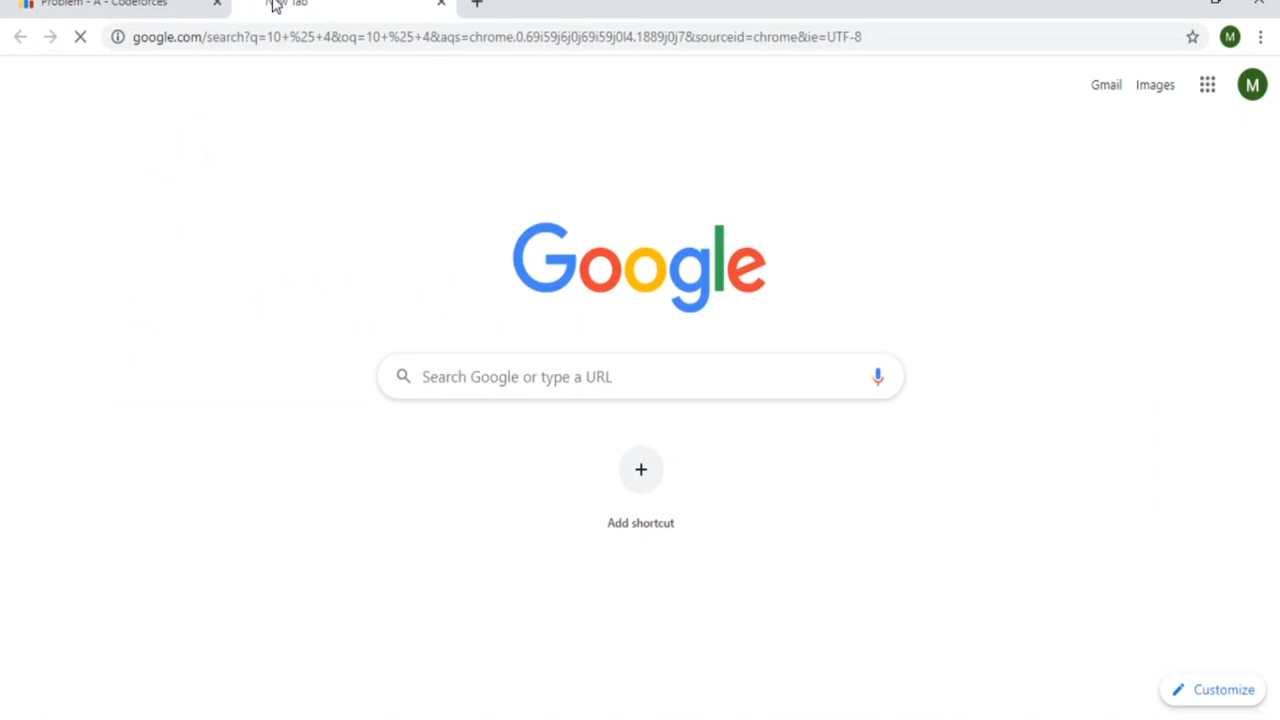 Problem - A - Codeforces
Tab
google.com/search?q=10+%25+4&oq=10+%25+4&aqs=chrome.0.69i59j6j0j69i59j0l4.1889j0j7&sourceid=chrome&ie=UTF-8
M
Gmail Images
M
Google
Search Google or type a URL
Add shortcut
Customize